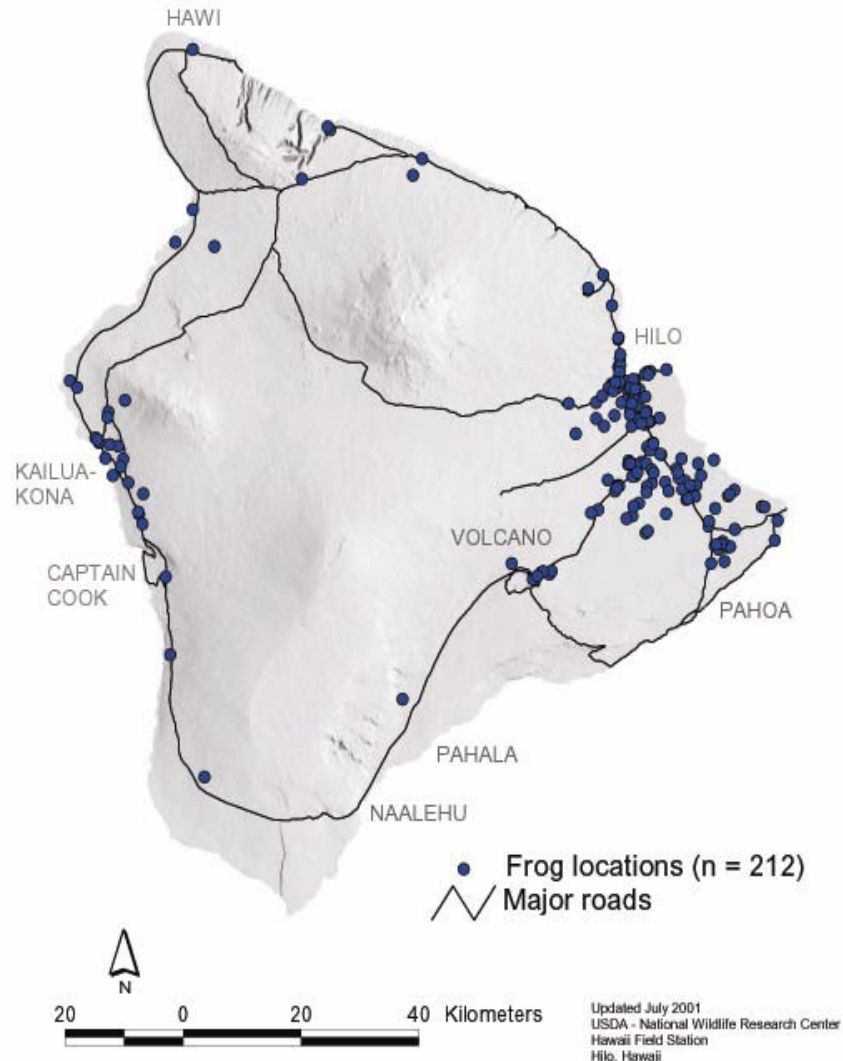 HAWI
HILO
KAILUA-
KONA
VOLCANO
CAPTAIN
COOK
PAHOA
PAHALA
NAALEHU
Frog locations (n = 212)
Major roads
N
20 0 20 40 Kilometers
Updated July 2001
USDA - National Wildlife Research Center
Hawaii Field Station
Hilo, Hawaii